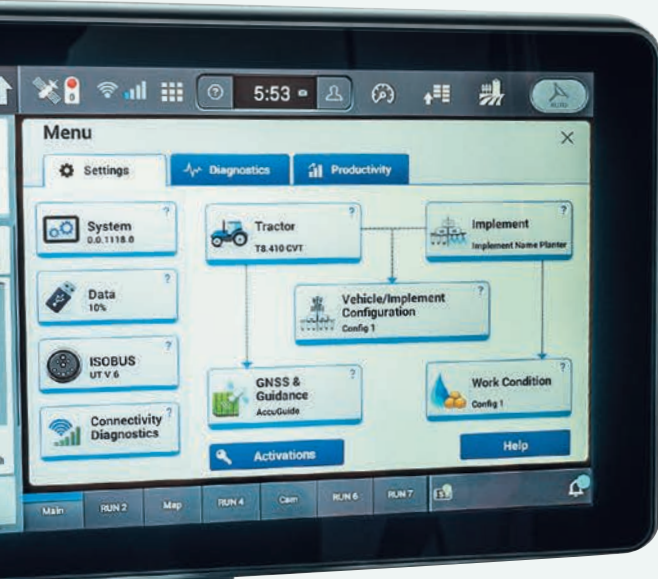 5:53
AUTO
Menu
Settings
Diagnostics
Productivity
System
0.0.1118.0
?
Tractor
T8.410 CVT
?
Implement
Implement Name Planter
?
Data
10%
?
Vehicle/Implement
Configuration
Config 1
?
ISOBUS
UT V.6
?
GNSS &
Guidance
AccuGuide
?
Work Condition
Config 1
?
Connectivity
Diagnostics
?
Activations
Help
Main
RUN 2
Map
RUN 4
Cam
RUN 6
RUN 7